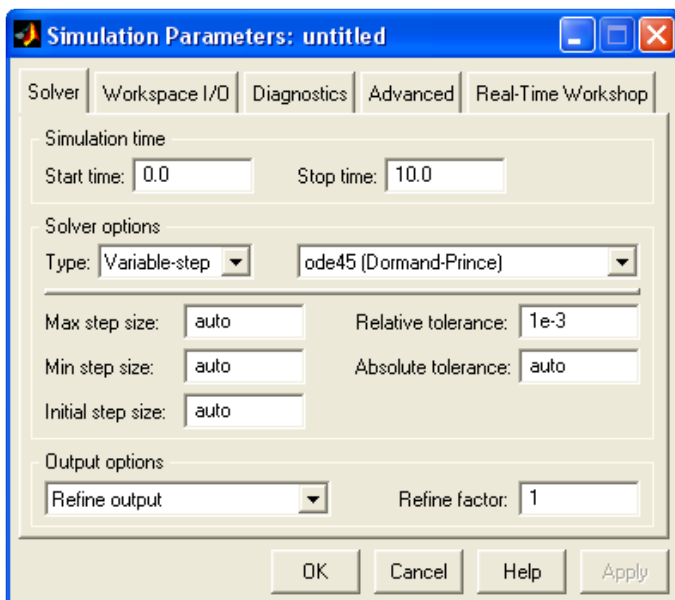 Simulation Parameters: untitled
Solver Workspace I/O Diagnostics Advanced Real-Time Workshop
Simulation time
Start time: 0.0 Stop time: 10.0
Solver options
Type: Variable-step ode45 (Dormand-Prince)
Max step size: auto Relative tolerance: 1e-3
Min step size: auto Absolute tolerance: auto
Initial step size: auto
Output options
Refine output Refine factor: 1
OK Cancel Help Apply